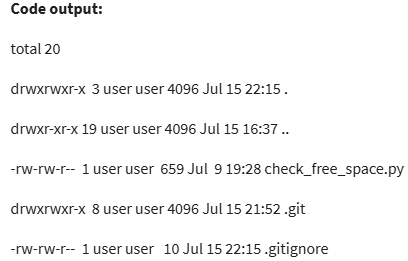 Code output:
total 20
drwxrwxr-x  3 user user 4096 Jul 15 22:15 .
drwxr-xr-x 19 user user 4096 Jul 15 16:37 ..
-rw-rw-r--  1 user user  659 Jul  9 19:28 check_free_space.py
drwxrwxr-x  8 user user 4096 Jul 15 21:52 .git
-rw-rw-r--  1 user user   10 Jul 15 22:15 .gitignore